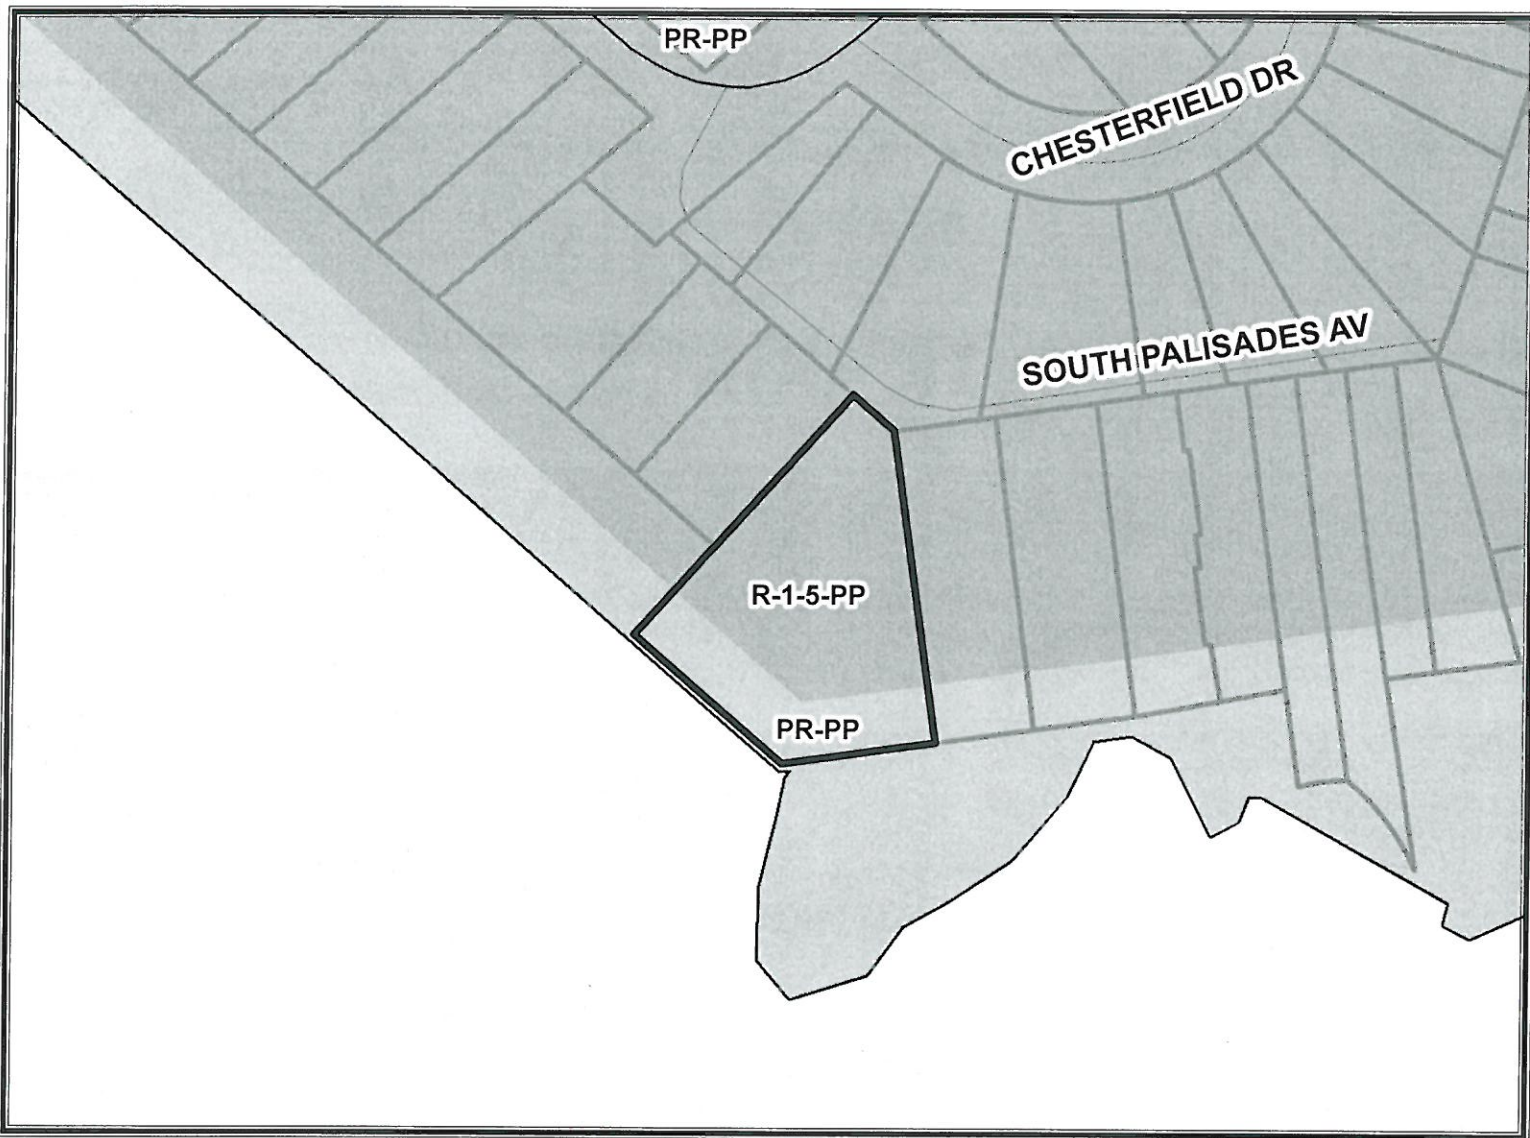 PR-PP
CHESTERFIELD DR
SOUTH PALISADES AV
R-1-5-PP
PR-PP